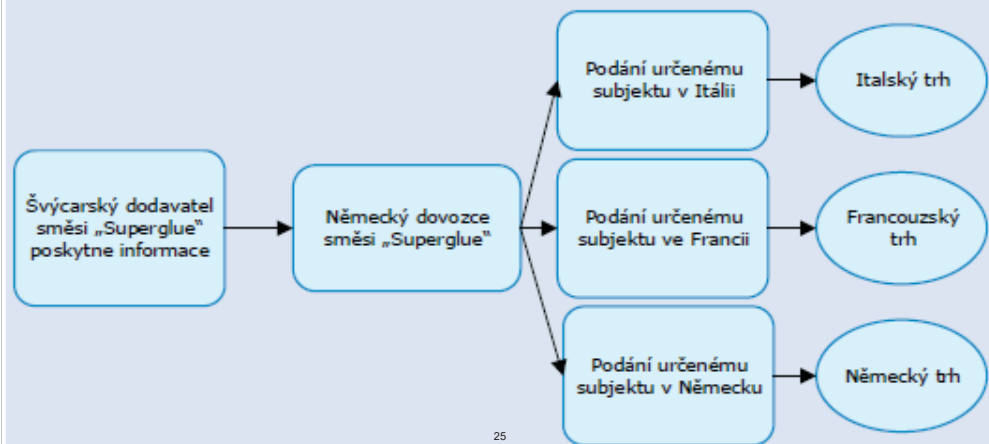 Švýcarský dodavatel
směsi „Superglue“
poskytne informace
Německý dovozce
směsi „Superglue“
Podání určenému
subjektu v Itálii
Italský trh
Podání určenému
subjektu ve Francii
Francouzský
trh
Podání určenému
subjektu v Německu
Německý trh
25